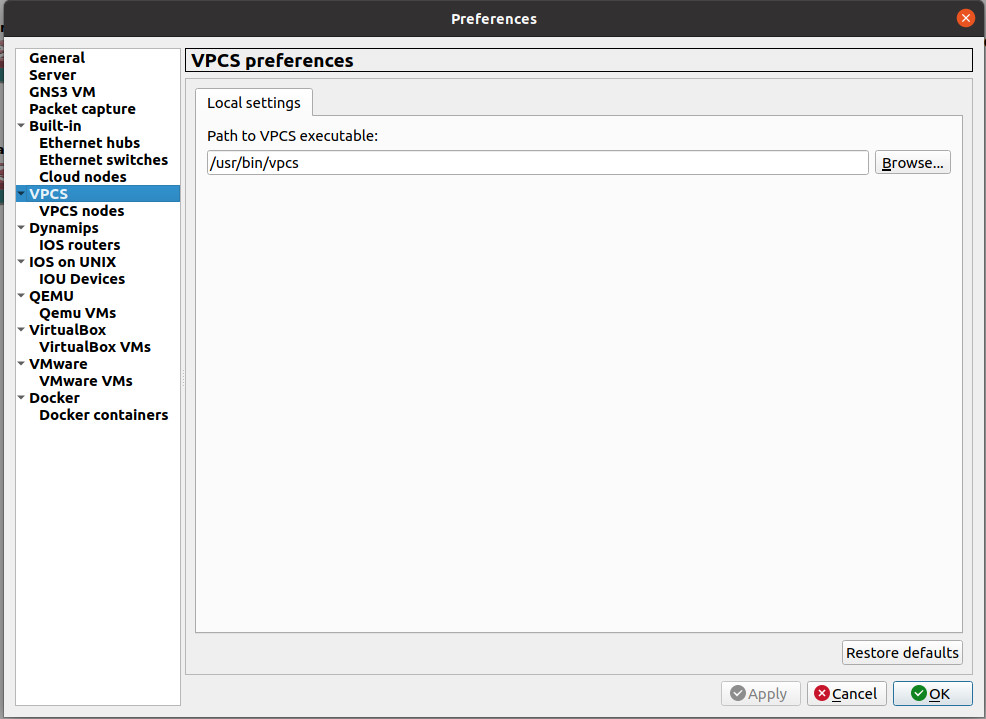 Preferences
General
Server
GNS3 VM
Packet capture
Built-in
Ethernet hubs
Ethernet switches
Cloud nodes
VPCS
VPCS nodes
Dynamips
IOS routers
IOS on UNIX
IOU Devices
QEMU
Qemu VMs
VirtualBox
VirtualBox VMs
VMware
VMware VMs
Docker
Docker containers
VPCS preferences
Local settings
Path to VPCS executable:
/usr/bin/vpcs
Browse...
Restore defaults
Apply
Cancel
OK